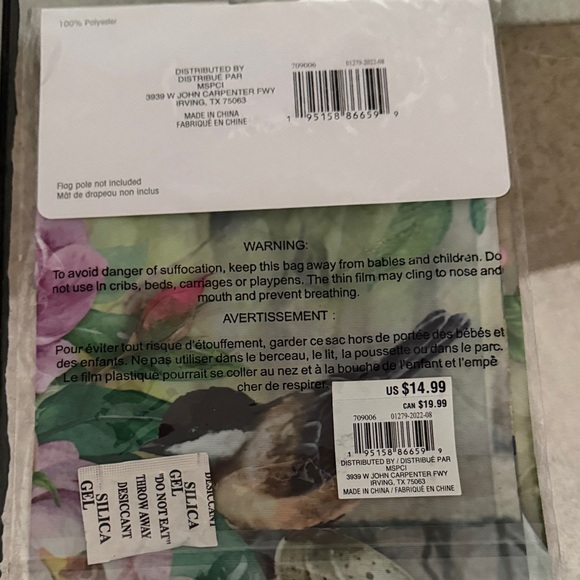 100% Polyester
DISTRIBUTED BY
DISTRIBUÉ PAR
MSPCI
3939 W JOHN CARPENTER FWY
IRVING, TX 75063
MADE IN CHINA
FABRIQUÉ EN CHINE
709006 01279-2022-08
1 95158 86659 9
Flag pole not included
Mât de drapeau non inclus
WARNING:
To avoid danger of suffocation, keep this bag away from babies and children. Do
not use in cribs, beds, carriages or playpens. The thin film may cling to nose and
mouth and prevent breathing.
AVERTISSEMENT :
Pour éviter tout risque d'étouffement, garder ce sac hors de portée des bébés et
des enfants. Ne pas utiliser dans le berceau, le lit, la poussette ou dans le parc.
Le film plastique pourrait se coller au nez et à la bouche de l'enfant et l'empê
cher de respirer.
US $14.99
CAN $19.99
709006 01279-2022-08
1 95158 86659 9
DISTRIBUTED BY / DISTRIBUÉ PAR
MSPCI
3939 W JOHN CARPENTER FWY
IRVING, TX 75063
MADE IN CHINA / FABRIQUÉ EN CHINE
DESICCANT
SILICA
GEL
"DO NOT EAT"
THROW AWAY
DESICCANT
SILICA
GEL